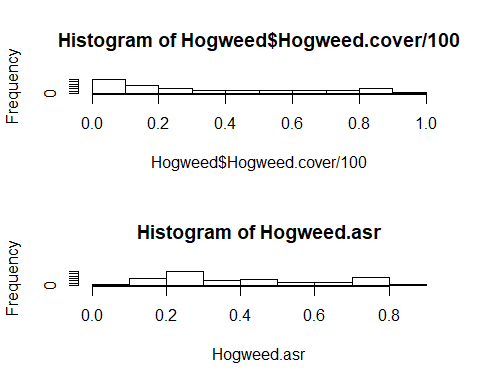 Histogram of Hogweed$Hogweed.cover/100
Frequency
0
0.0 0.2 0.4 0.6 0.8 1.0
Hogweed$Hogweed.cover/100
Histogram of Hogweed.asr
Frequency
0
0.0 0.2 0.4 0.6 0.8
Hogweed.asr